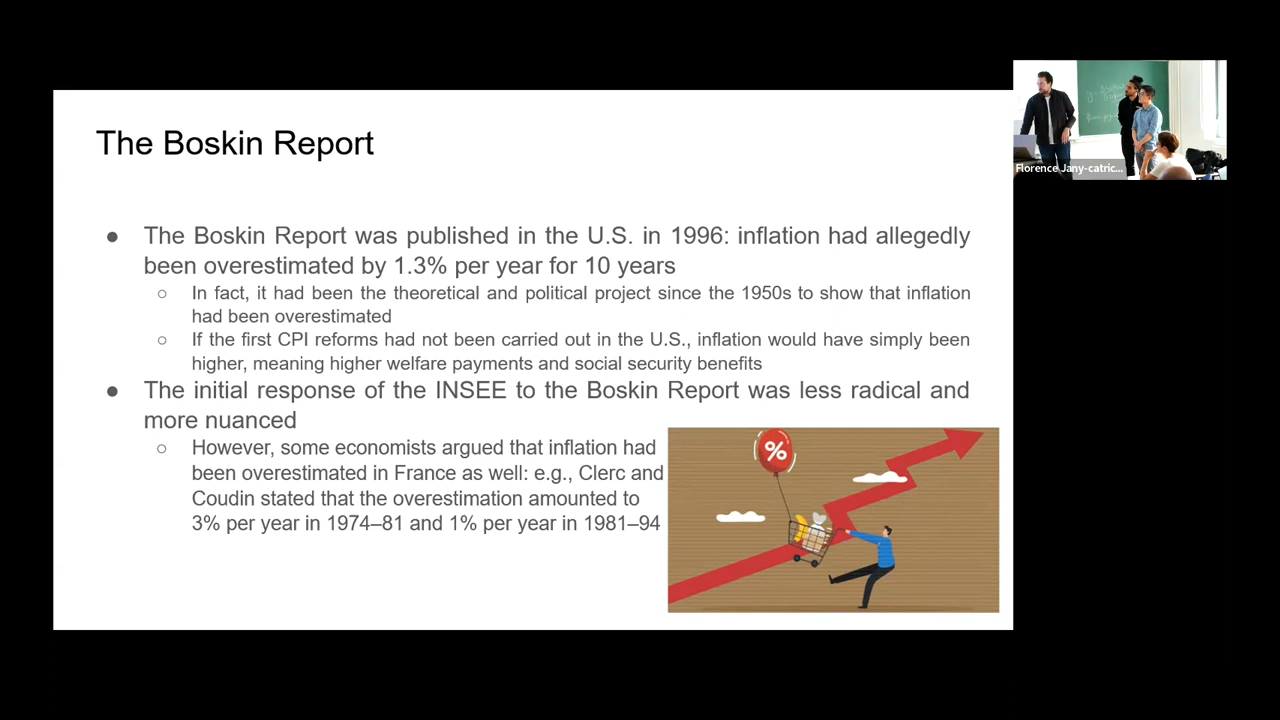 The Boskin Report
● The Boskin Report was published in the U.S. in 1996: inflation had allegedly
been overestimated by 1.3% per year for 10 years
○ In fact, it had been the theoretical and political project since the 1950s to show that inflation
had been overestimated
○ If the first CPI reforms had not been carried out in the U.S., inflation would have simply been
higher, meaning higher welfare payments and social security benefits
● The initial response of the INSEE to the Boskin Report was less radical and
more nuanced
○ However, some economists argued that inflation had
been overestimated in France as well: e.g., Clerc and
Coudin stated that the overestimation amounted to
3% per year in 1974–81 and 1% per year in 1981–94
%
Florence Jany-catric...